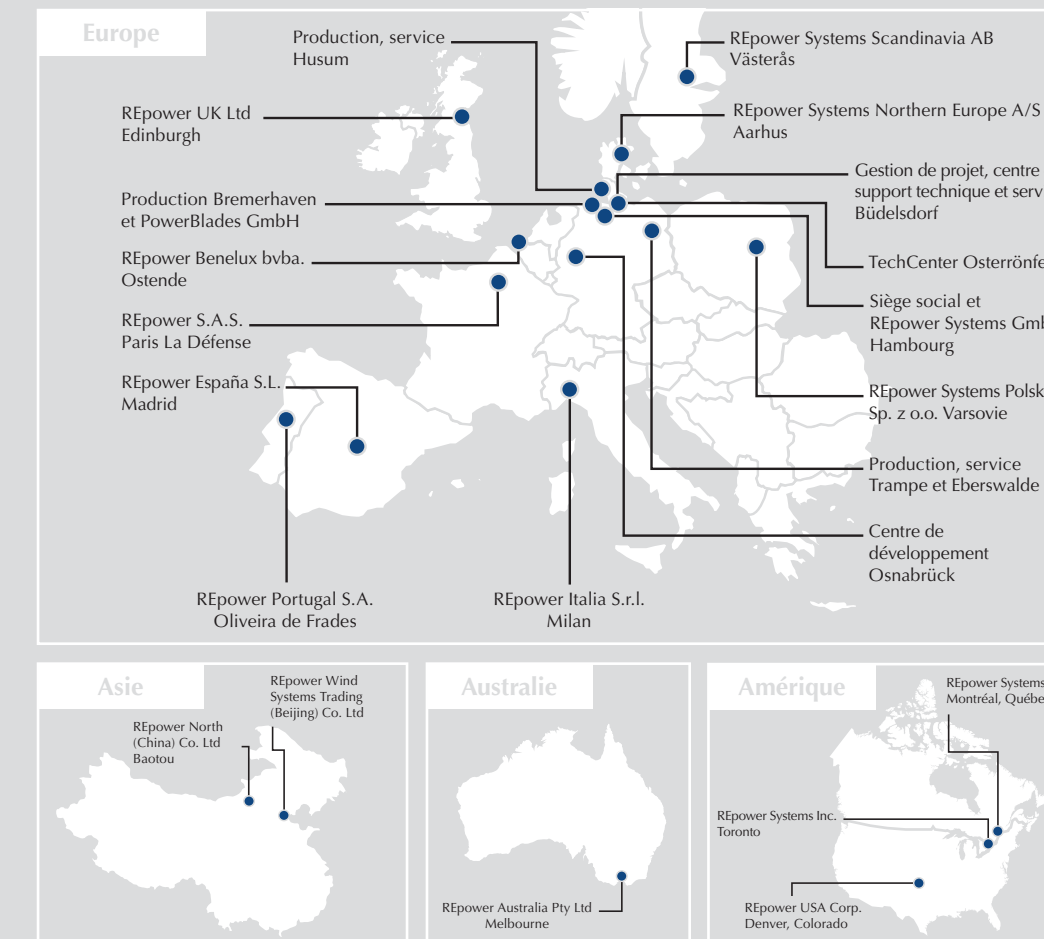 Europe
Production, service
Husum
REpower UK Ltd
Edinburgh
Production Bremerhaven
et PowerBlades GmbH
REpower Benelux bvba.
Ostende
REpower S.A.S.
Paris La Défense
REpower España S.L.
Madrid
REpower Portugal S.A.
Oliveira de Frades
REpower Italia S.r.l.
Milan
REpower Systems Scandinavia AB
Västerås
REpower Systems Northern Europe A/S
Aarhus
Gestion de projet, centre
support technique et
Büdelsdorf
TechCenter
Siège social et
REpower Systems
Hambourg
REpower Systems
Sp. z o.o. Varsovie
Production, service
Trampe et Eberswalde
Centre de
développement
Osnabrück
Asie
REpower Wind
Systems Trading
(Beijing) Co. Ltd
REpower North
(China) Co. Ltd
Baotou
Australie
REpower Australia Pty Ltd
Melbourne
Amérique
REpower Systems
Montréal,
REpower Systems Inc.
Toronto
REpower USA Corp.
Denver, Colorado